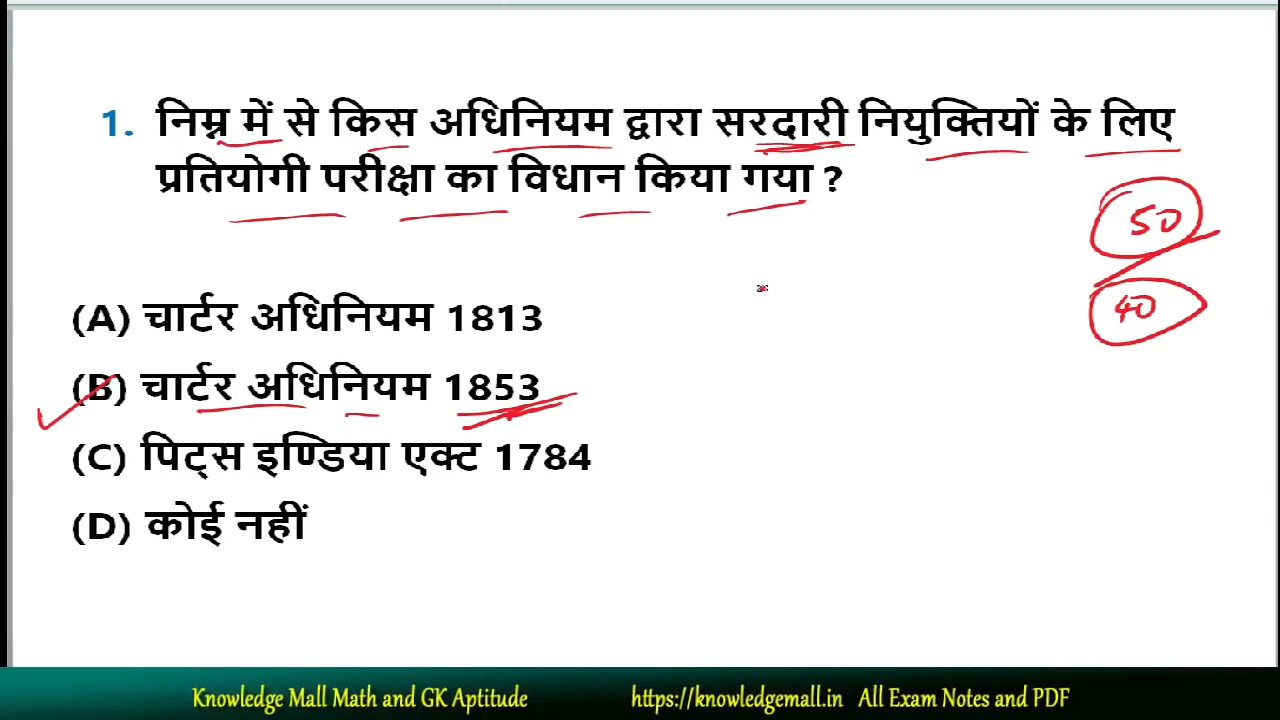 1. निम्न में से किस अधिनियम द्वारा सरदारी नियुक्तियों के लिए
प्रतियोगी परीक्षा का विधान किया गया ?
50
40
(A) चार्टर अधिनियम 1813
(B) चार्टर अधिनियम 1853
(C) पिट्स इण्डिया एक्ट 1784
(D) कोई नहीं
Knowledge Mall Math and GK Aptitude https://knowledgemall.in All Exam Notes and PDF